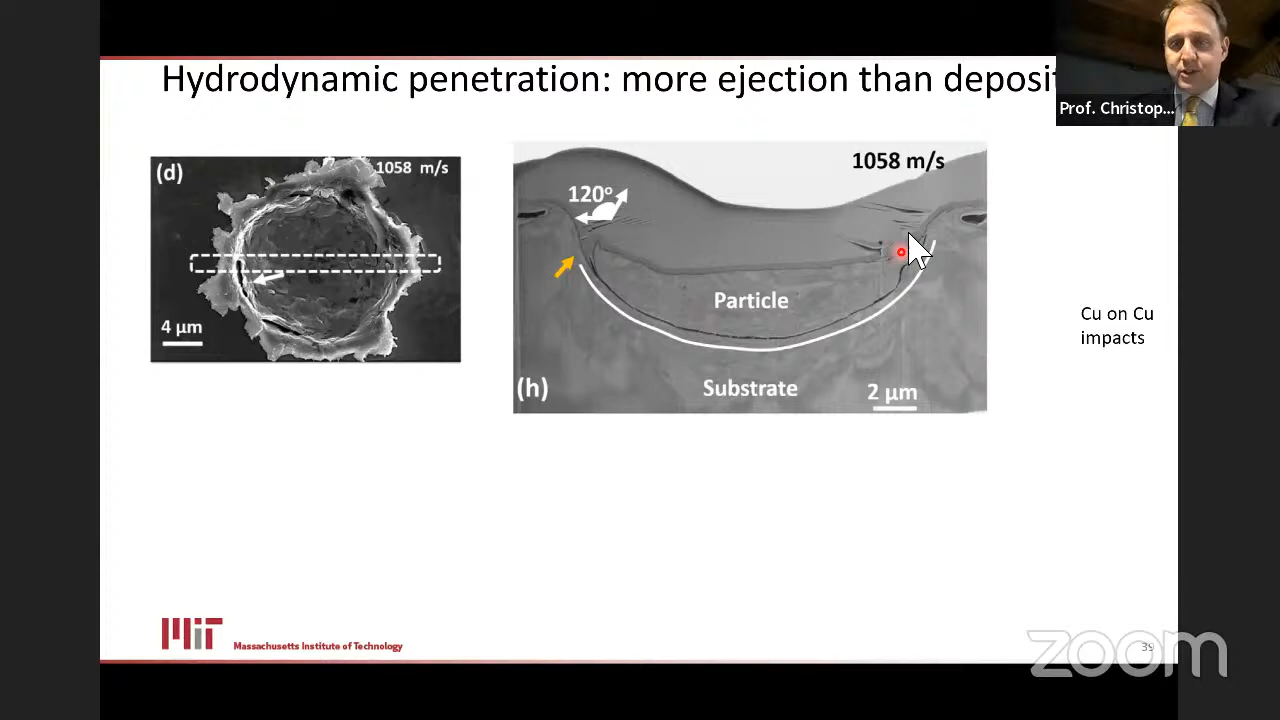 Hydrodynamic penetration: more ejection than deposit
Prof. Christop...
(d)
1058 m/s
4 μm
120°
1058 m/s
Particle
Substrate
(h)
2 μm
Cu on Cu
impacts
MIT
Massachusetts Institute of Technology
39
zoom